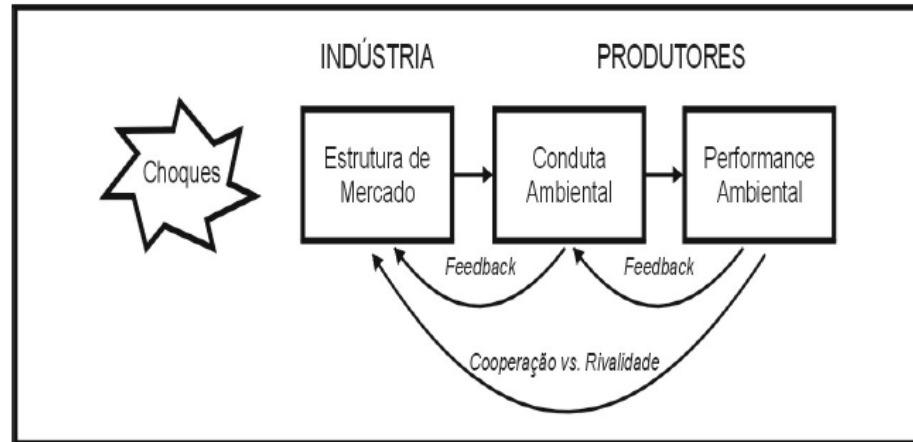 INDÚSTRIA
PRODUTORES
Choques
Estrutura de
Mercado
Conduta
Ambiental
Performance
Ambiental
Feedback
Feedback
Cooperação vs. Rivalidade